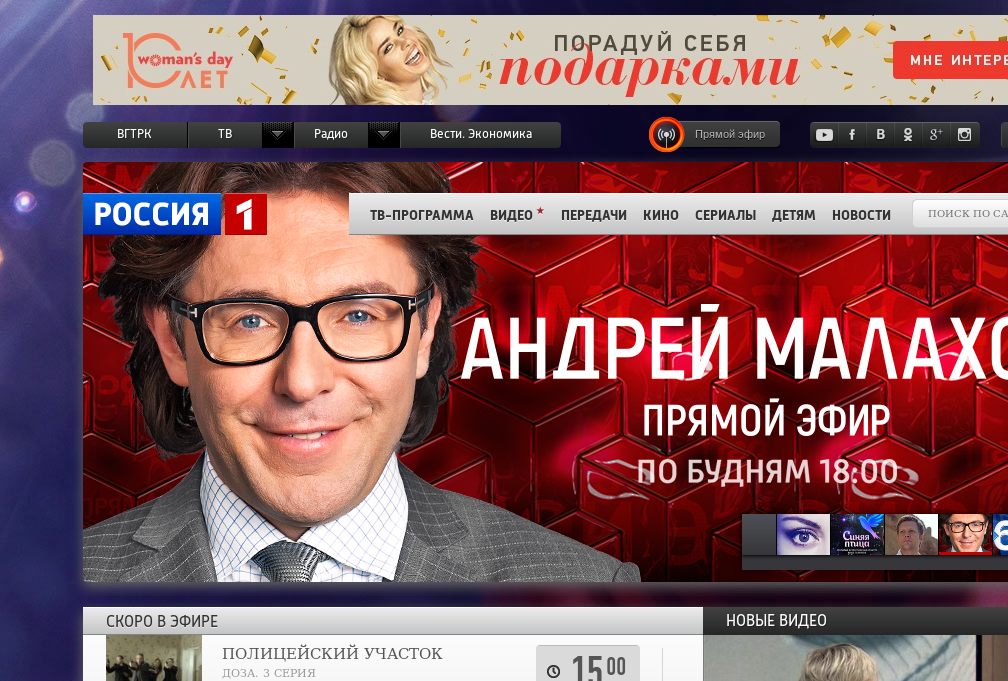 10 woman's day ЛЕТ
ПОРАДУЙ СЕБЯ
подарками
МНЕ ИНТЕРЕ
ВГТРК ТВ Радио Вести. Экономика Прямой эфир
РОССИЯ 1
ТВ-ПРОГРАММА ВИДЕО ПЕРЕДАЧИ КИНО СЕРИАЛЫ ДЕТЯМ НОВОСТИ ПОИСК ПО СА
АНДРЕЙ МАЛАХО
ПРЯМОЙ ЭФИР
ПО БУДНЯМ 18:00
Синяя
птица
СКОРО В ЭФИРЕ
НОВЫЕ ВИДЕО
ПОЛИЦЕЙСКИЙ УЧАСТОК
15 00
ДОЗА. 3 СЕРИЯ